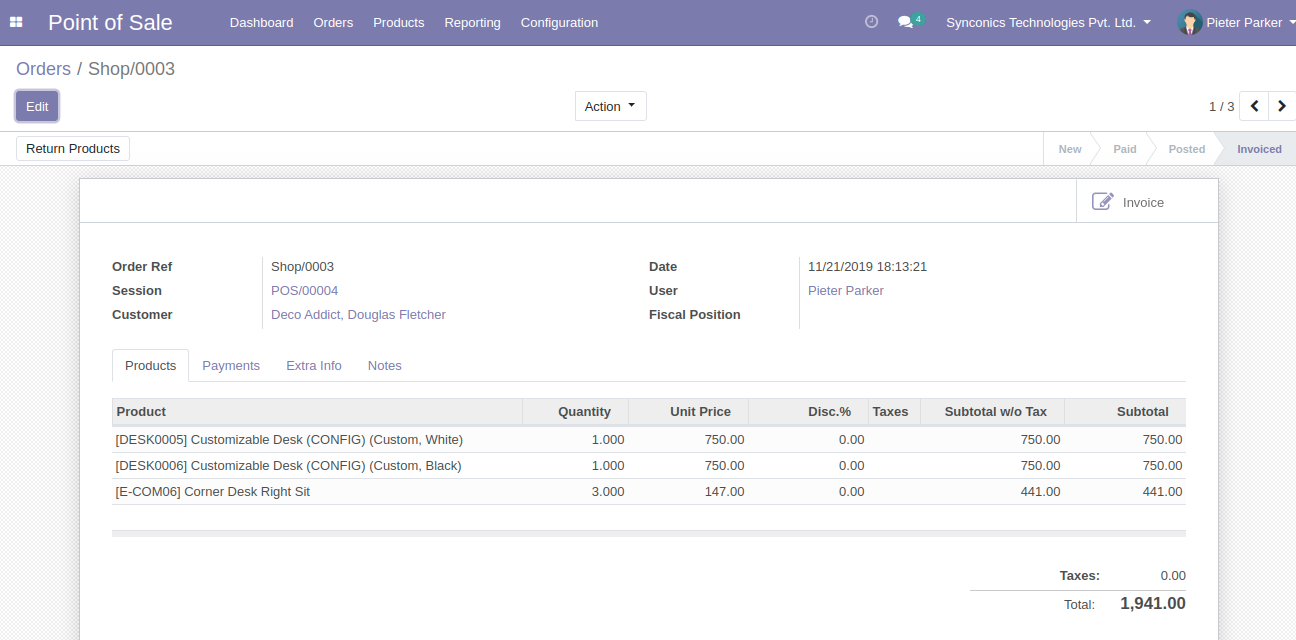 Point of Sale Dashboard Orders Products Reporting Configuration 4 Synconics Technologies Pvt. Ltd. Pieter Parker
Orders / Shop/0003
Edit Action 1 / 3
Return Products New Paid Posted Invoiced
Invoice
Order Ref Shop/0003 Date 11/21/2019 18:13:21
Session POS/00004 User Pieter Parker
Customer Deco Addict, Douglas Fletcher Fiscal Position
Products Payments Extra Info Notes
Product Quantity Unit Price Disc.% Taxes Subtotal w/o Tax Subtotal
[DESK0005] Customizable Desk (CONFIG) (Custom, White) 1.000 750.00 0.00 750.00 750.00
[DESK0006] Customizable Desk (CONFIG) (Custom, Black) 1.000 750.00 0.00 750.00 750.00
[E-COM06] Corner Desk Right Sit 3.000 147.00 0.00 441.00 441.00
Taxes: 0.00
Total: 1,941.00